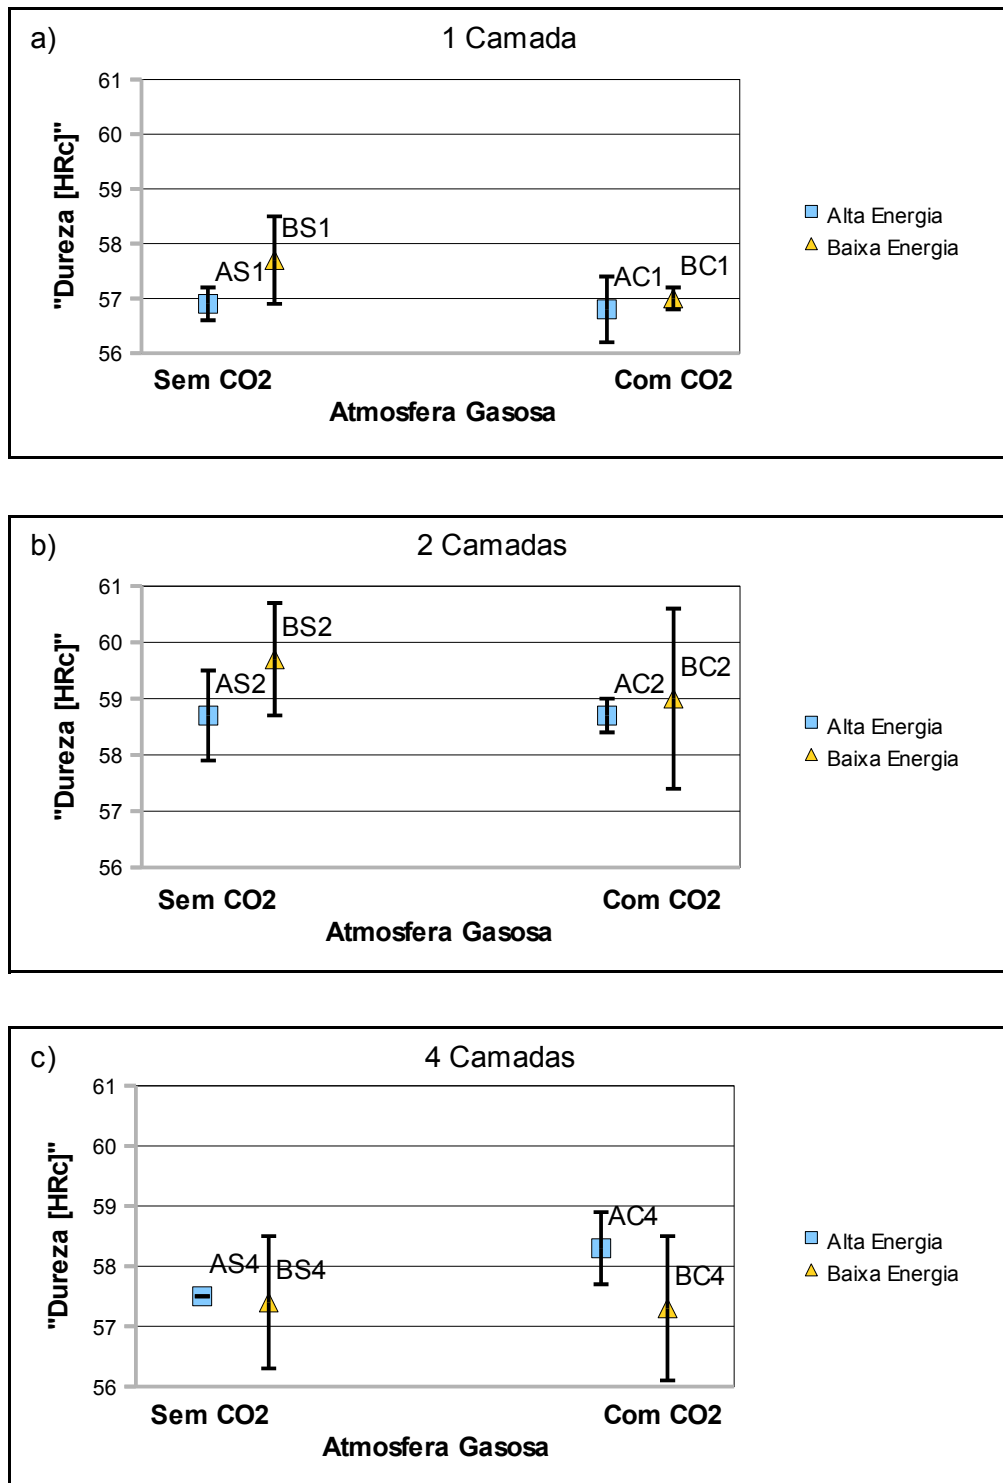 a)
1 Camada
61
60
59
58
57
56
"Dureza [HRc]"
AS1
BS1
AC1
BC1
Sem CO2
Com CO2
Atmosfera Gasosa
Alta Energia
Baixa Energia
b)
2 Camadas
61
60
59
58
57
56
"Dureza [HRc]"
AS2
BS2
AC2
BC2
Sem CO2
Com CO2
Atmosfera Gasosa
Alta Energia
Baixa Energia
c)
4 Camadas
61
60
59
58
57
56
"Dureza [HRc]"
AS4
BS4
AC4
BC4
Sem CO2
Com CO2
Atmosfera Gasosa
Alta Energia
Baixa Energia